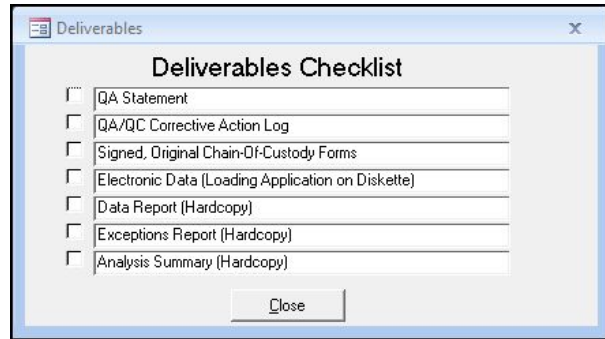 Deliverables
Deliverables Checklist
QA Statement
QA/QC Corrective Action Log
Signed, Original Chain-Of-Custody Forms
Electronic Data (Loading Application on Diskette)
Data Report (Hardcopy)
Exceptions Report (Hardcopy)
Analysis Summary (Hardcopy)
Close